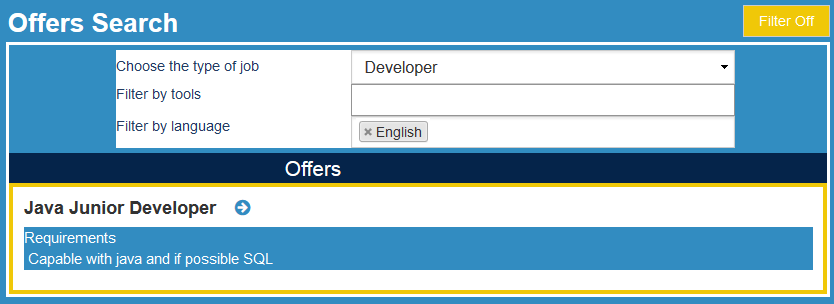 Offers Search
Filter Off
Choose the type of job
Developer
Filter by tools
Filter by language
× English
Offers
Java Junior Developer
Requirements
Capable with java and if possible SQL